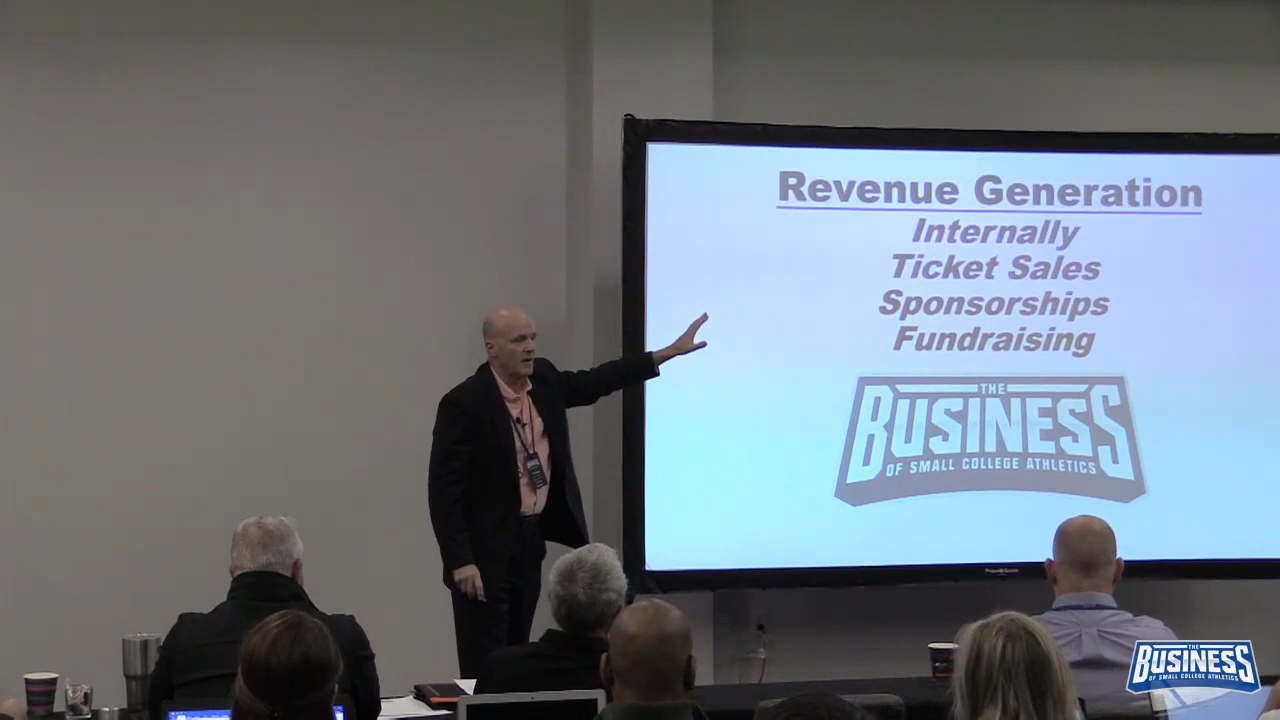 Revenue Generation
Internally
Ticket Sales
Sponsorships
Fundraising
THE
BUSINESS
OF SMALL COLLEGE ATHLETICS
THE
BUSINESS
OF SMALL COLLEGE ATHLETICS